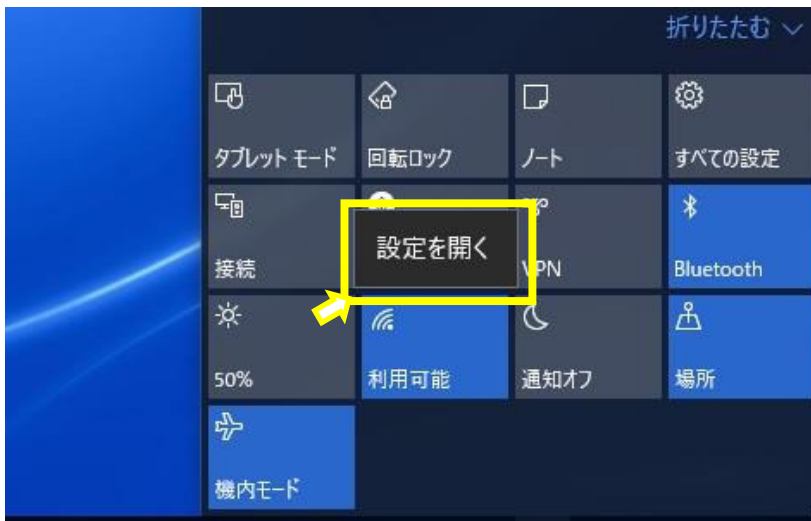 折りたたむ
タブレット モード
回転ロック
ノート
すべての設定
接続
設定を開く
VPN
Bluetooth
50%
利用可能
通知オフ
場所
機内モード